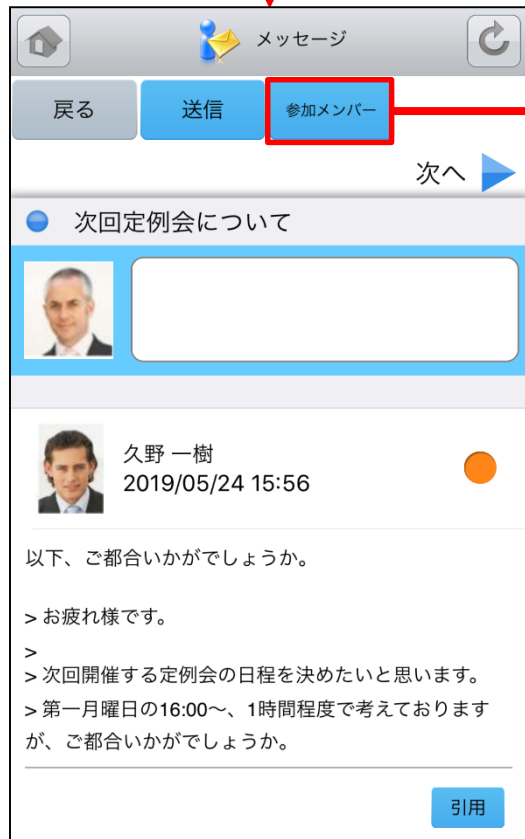 メッセージ
戻る 送信 参加メンバー
次へ
次回定例会について
久野 一樹
2019/05/24 15:56
以下、ご都合いかがでしょうか。
> お疲れ様です。
>
> 次回開催する定例会の日程を決めたいと思います。
> 第一月曜日の16:00〜、1時間程度で考えております
が、ご都合いかがでしょうか。
引用